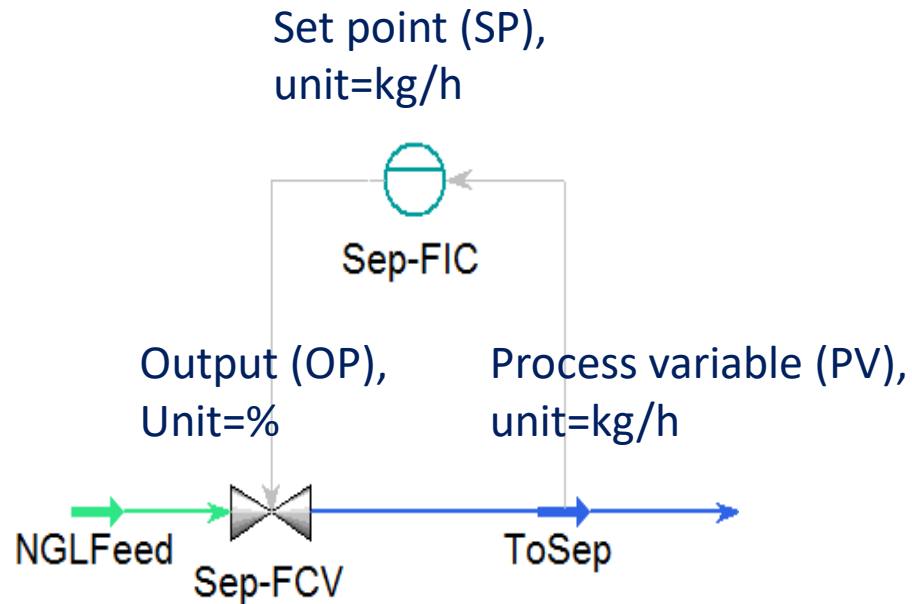 Set point (SP),
unit=kg/h
Sep-FIC
Output (OP),
Unit=%
Process variable (PV),
unit=kg/h
NGLFeed
Sep-FCV
ToSep